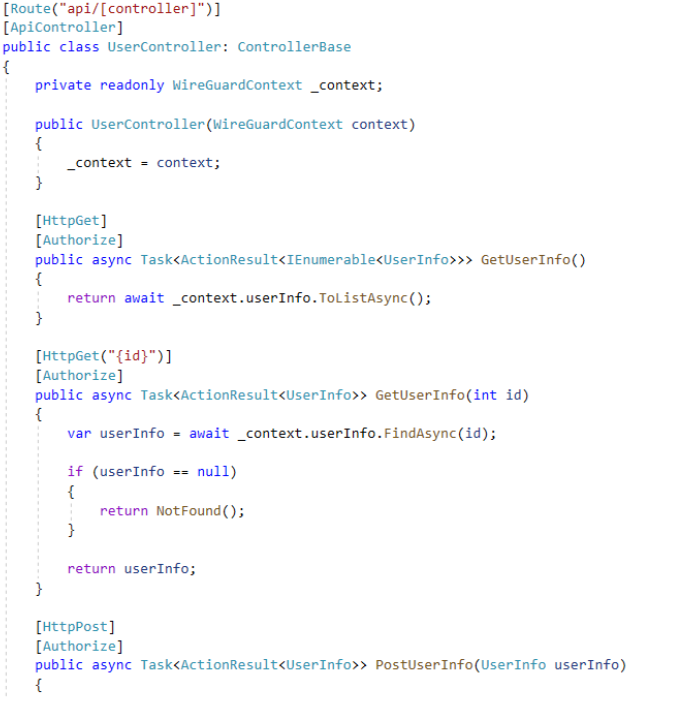 [Route("api/[controller]")]
[ApiController]
public class UserController: ControllerBase
{
    private readonly WireGuardContext _context;

    public UserController(WireGuardContext context)
    {
        _context = context;
    }

    [HttpGet]
    [Authorize]
    public async Task<ActionResult<IEnumerable<UserInfo>>> GetUserInfo()
    {
        return await _context.userInfo.ToListAsync();
    }

    [HttpGet("{id}")]
    [Authorize]
    public async Task<ActionResult<UserInfo>> GetUserInfo(int id)
    {
        var userInfo = await _context.userInfo.FindAsync(id);

        if (userInfo == null)
        {
            return NotFound();
        }

        return userInfo;
    }

    [HttpPost]
    [Authorize]
    public async Task<ActionResult<UserInfo>> PostUserInfo(UserInfo userInfo)
    {